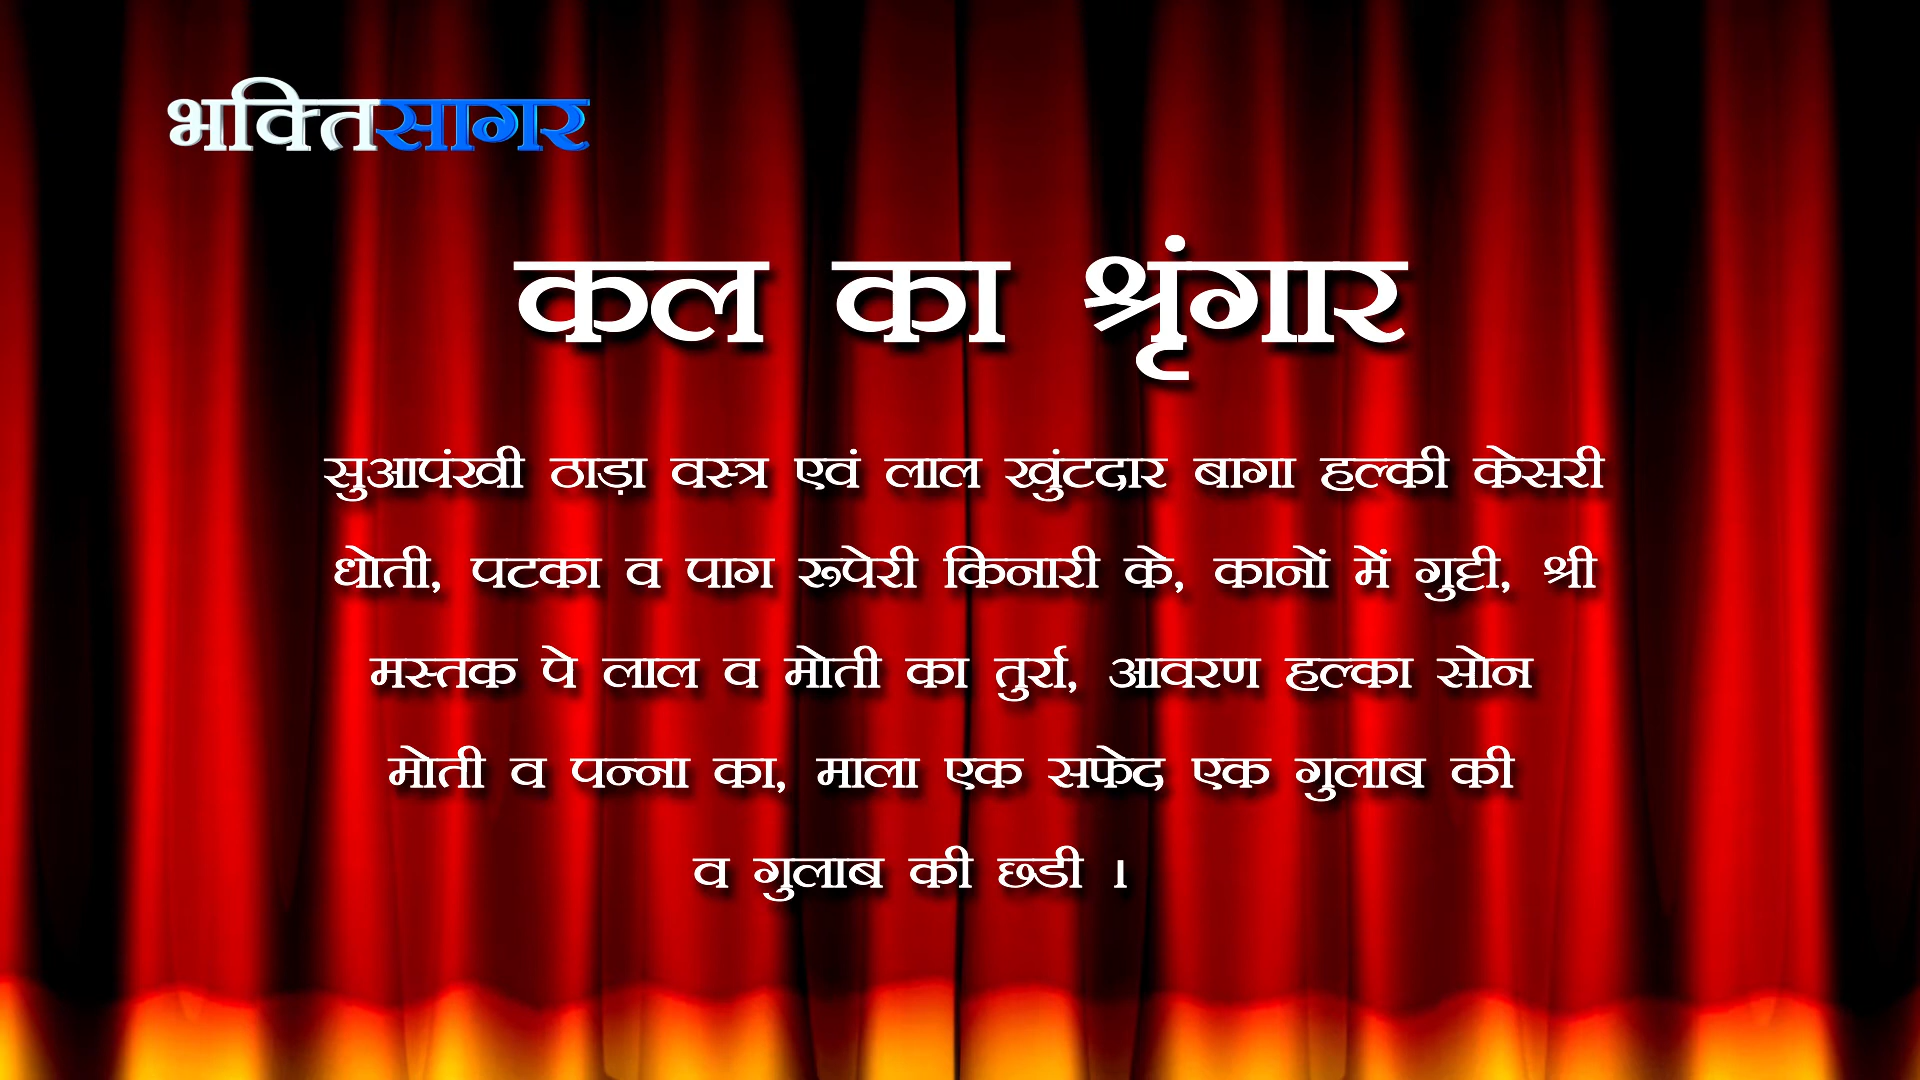 भक्तिसागर
कल का श्रृंगार
सुआपंखी ठाड़ा वस्त्र एवं लाल खुंटदार बागा हल्की केसरी
धोती, पटका व पाग रूपेरी किनारी के, कानों में गुट्टी, श्री
मस्तक पे लाल व मोती का तुर्रा, आवरण हल्का सोन
मोती व पन्ना का, माला एक सफेद एक गुलाब की
व गुलाब की छडी ।